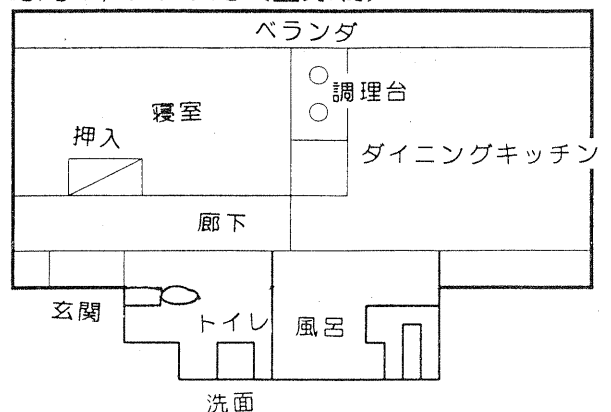 ベランダ
調理台
寝室
押入
ダイニングキッチン
廊下
玄関
トイレ
風呂
洗面